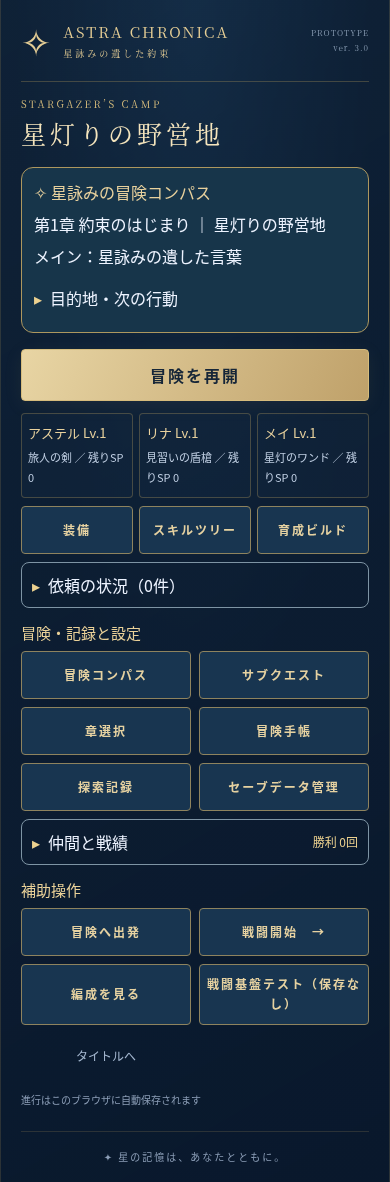 ASTRA CHRONICA
星詠みの遺した約束
PROTOTYPE
ver. 3.0
STARGAZER'S CAMP
星灯りの野営地
✧ 星詠みの冒険コンパス
第1章 約束のはじまり ｜ 星灯りの野営地
メイン：星詠みの遺した言葉
▸ 目的地・次の行動
冒険を再開
アステル Lv.1
旅人の剣 ／ 残りSP
0
リナ Lv.1
見習いの盾槍 ／ 残
りSP 0
メイ Lv.1
星灯のワンド ／ 残
りSP 0
装備
スキルツリー
育成ビルド
▸ 依頼の状況（0件）
冒険・記録と設定
冒険コンパス
サブクエスト
章選択
冒険手帳
探索記録
セーブデータ管理
▸ 仲間と戦績
勝利 0回
補助操作
冒険へ出発
戦闘開始 →
編成を見る
戦闘基盤テスト（保存な
し）
タイトルへ
進行はこのブラウザに自動保存されます
✦ 星の記憶は、あなたとともに。